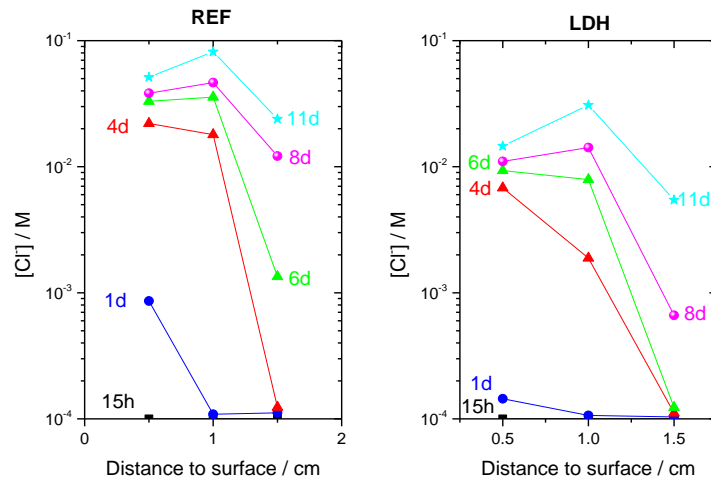 REF
10⁻¹
10⁻²
10⁻³
10⁻⁴
[Cl⁻] / M
0
1
2
Distance to surface / cm
4d
11d
8d
6d
1d
15h
LDH
10⁻¹
10⁻²
10⁻³
10⁻⁴
[Cl⁻] / M
0.5
1.0
1.5
Distance to surface / cm
6d
4d
11d
8d
1d
15h